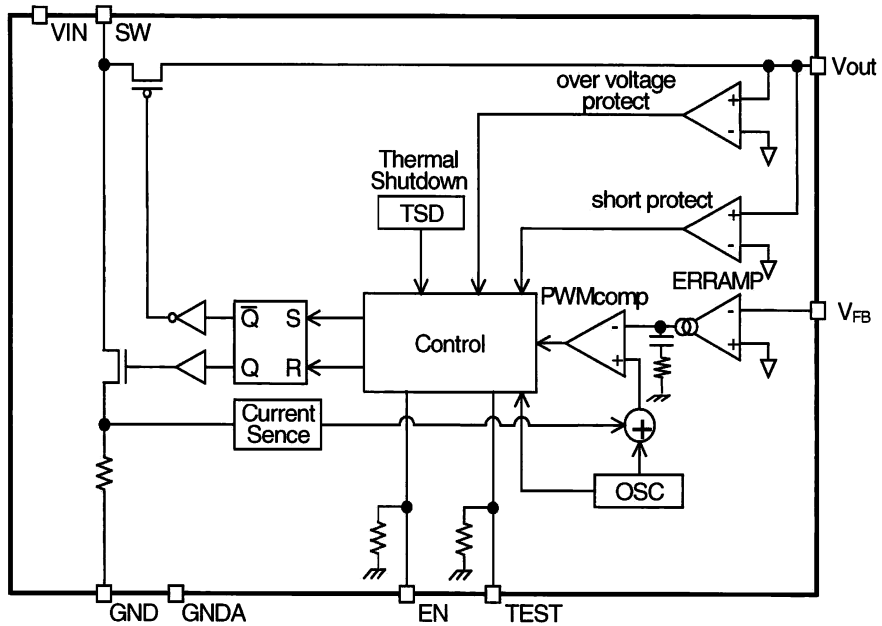 VIN
SW
Vout
over voltage
protect
+
-
Thermal
Shutdown
TSD
short protect
+
-
ERRAMP
PWMcomp
Q̅ S
Control
-
+
-
+
VFB
Q R
Current
Sence
+
OSC
GND
GNDA
EN
TEST